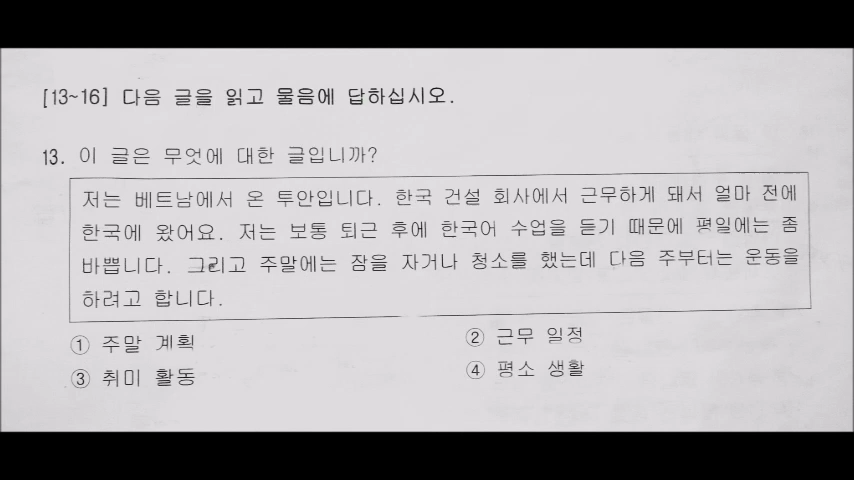 [13~16] 다음 글을 읽고 물음에 답하십시오.
13. 이 글은 무엇에 대한 글입니까?
저는 베트남에서 온 투안입니다. 한국 건설 회사에서 근무하게 돼서 얼마 전에
한국에 왔어요. 저는 보통 퇴근 후에 한국어 수업을 듣기 때문에 평일에는 좀
바쁩니다. 그리고 주말에는 잠을 자거나 청소를 했는데 다음 주부터는 운동을
하려고 합니다.
① 주말 계획 ② 근무 일정
③ 취미 활동 ④ 평소 생활